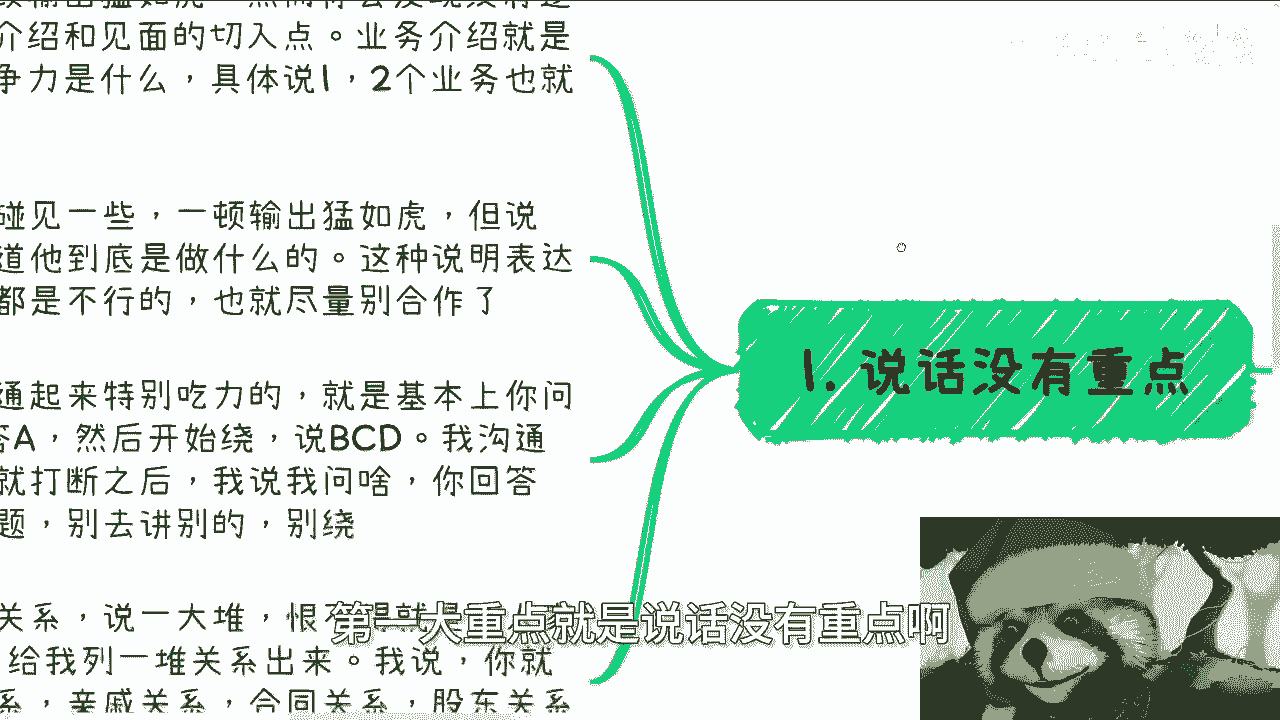 介绍和见面的切入点。业务介绍就是
争力是什么，具体说1，2个业务也就
碰见一些，一顿输出猛如虎，但说
道他到底是做什么的。这种说明表达
都是不行的，也就尽量别合作了
通起来特别吃力的，就是基本上你问
答A，然后开始绕，说BCD。我沟通
就打断之后，我说我问啥，你回答
题，别去讲别的，别绕
关系，说一大堆，恨不得就是
给我列一堆关系出来。我说，你就
系，亲戚关系，合同关系，股东关系
1. 说话没有重点
第一大重点就是说话没有重点啊